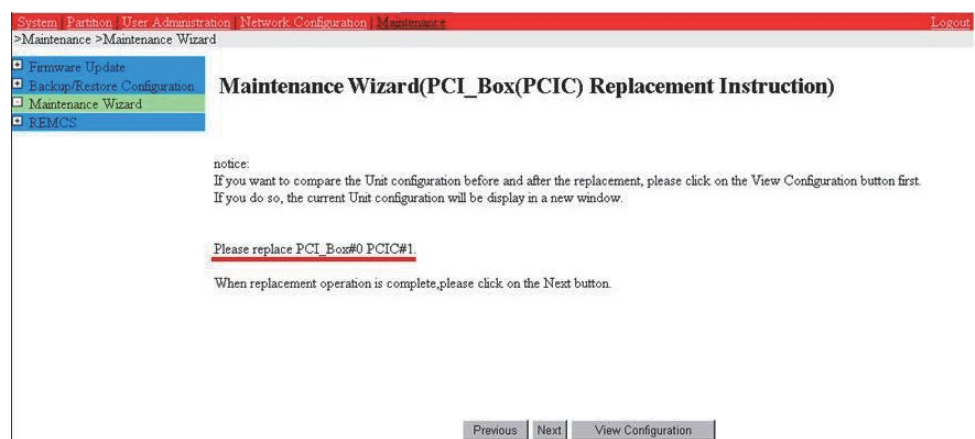 System | Partition | User Administration | Network Configuration | Maintenance Logout
>Maintenance >Maintenance Wizard
Firmware Update
Backup/Restore Configuration
Maintenance Wizard
REMCS
Maintenance Wizard(PCI_Box(PCIC) Replacement Instruction)
notice:
If you want to compare the Unit configuration before and after the replacement, please click on the View Configuration button first.
If you do so, the current Unit configuration will be display in a new window.
Please replace PCI_Box#0 PCIC#1.
When replacement operation is complete,please click on the Next button.
Previous Next View Configuration